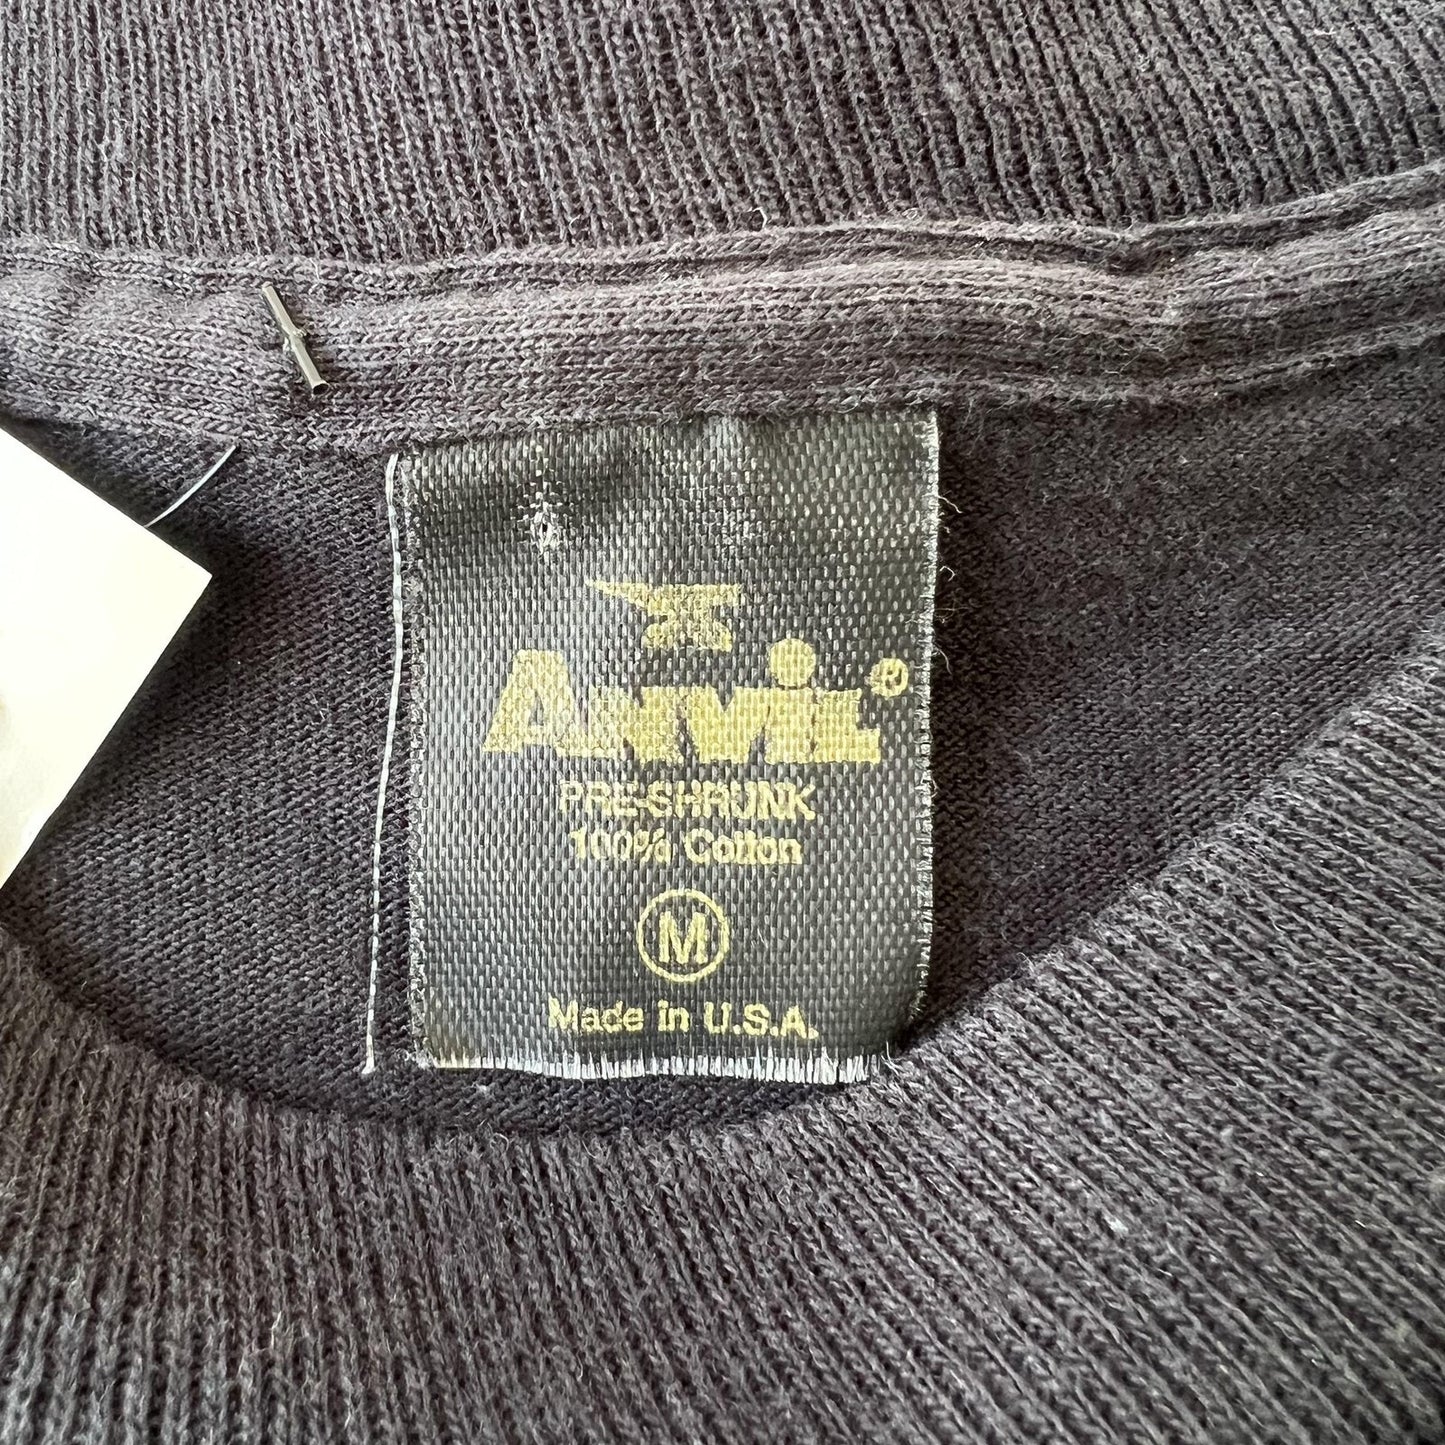 Anvil®
PRE-SHRUNK
100% Cotton
M
Made in U.S.A.